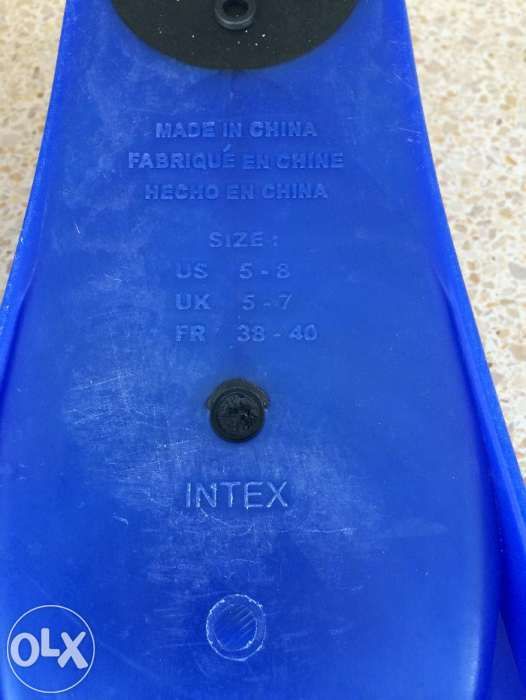 MADE IN CHINA
FABRIQUÉ EN CHINE
HECHO EN CHINA
SIZE :
US 5 - 8
UK 5 - 7
FR 38 - 40
INTEX
OLX